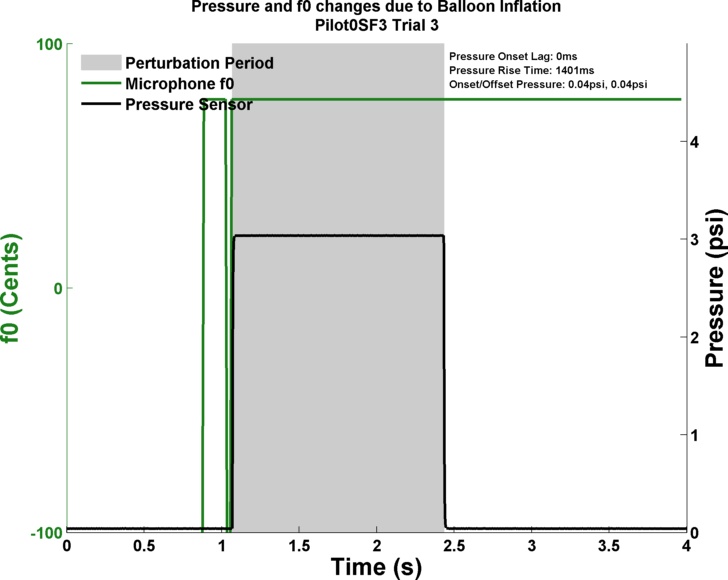 Pressure and f0 changes due to Balloon Inflation
Pilot0SF3 Trial 3
Perturbation Period
Microphone f0
Pressure Sensor
Pressure Onset Lag: 0ms
Pressure Rise Time: 1401ms
Onset/Offset Pressure: 0.04psi, 0.04psi
100
0
-100
f0 (Cents)
4
3
2
1
0
Pressure (psi)
0 0.5 1 1.5 2 2.5 3 3.5 4
Time (s)